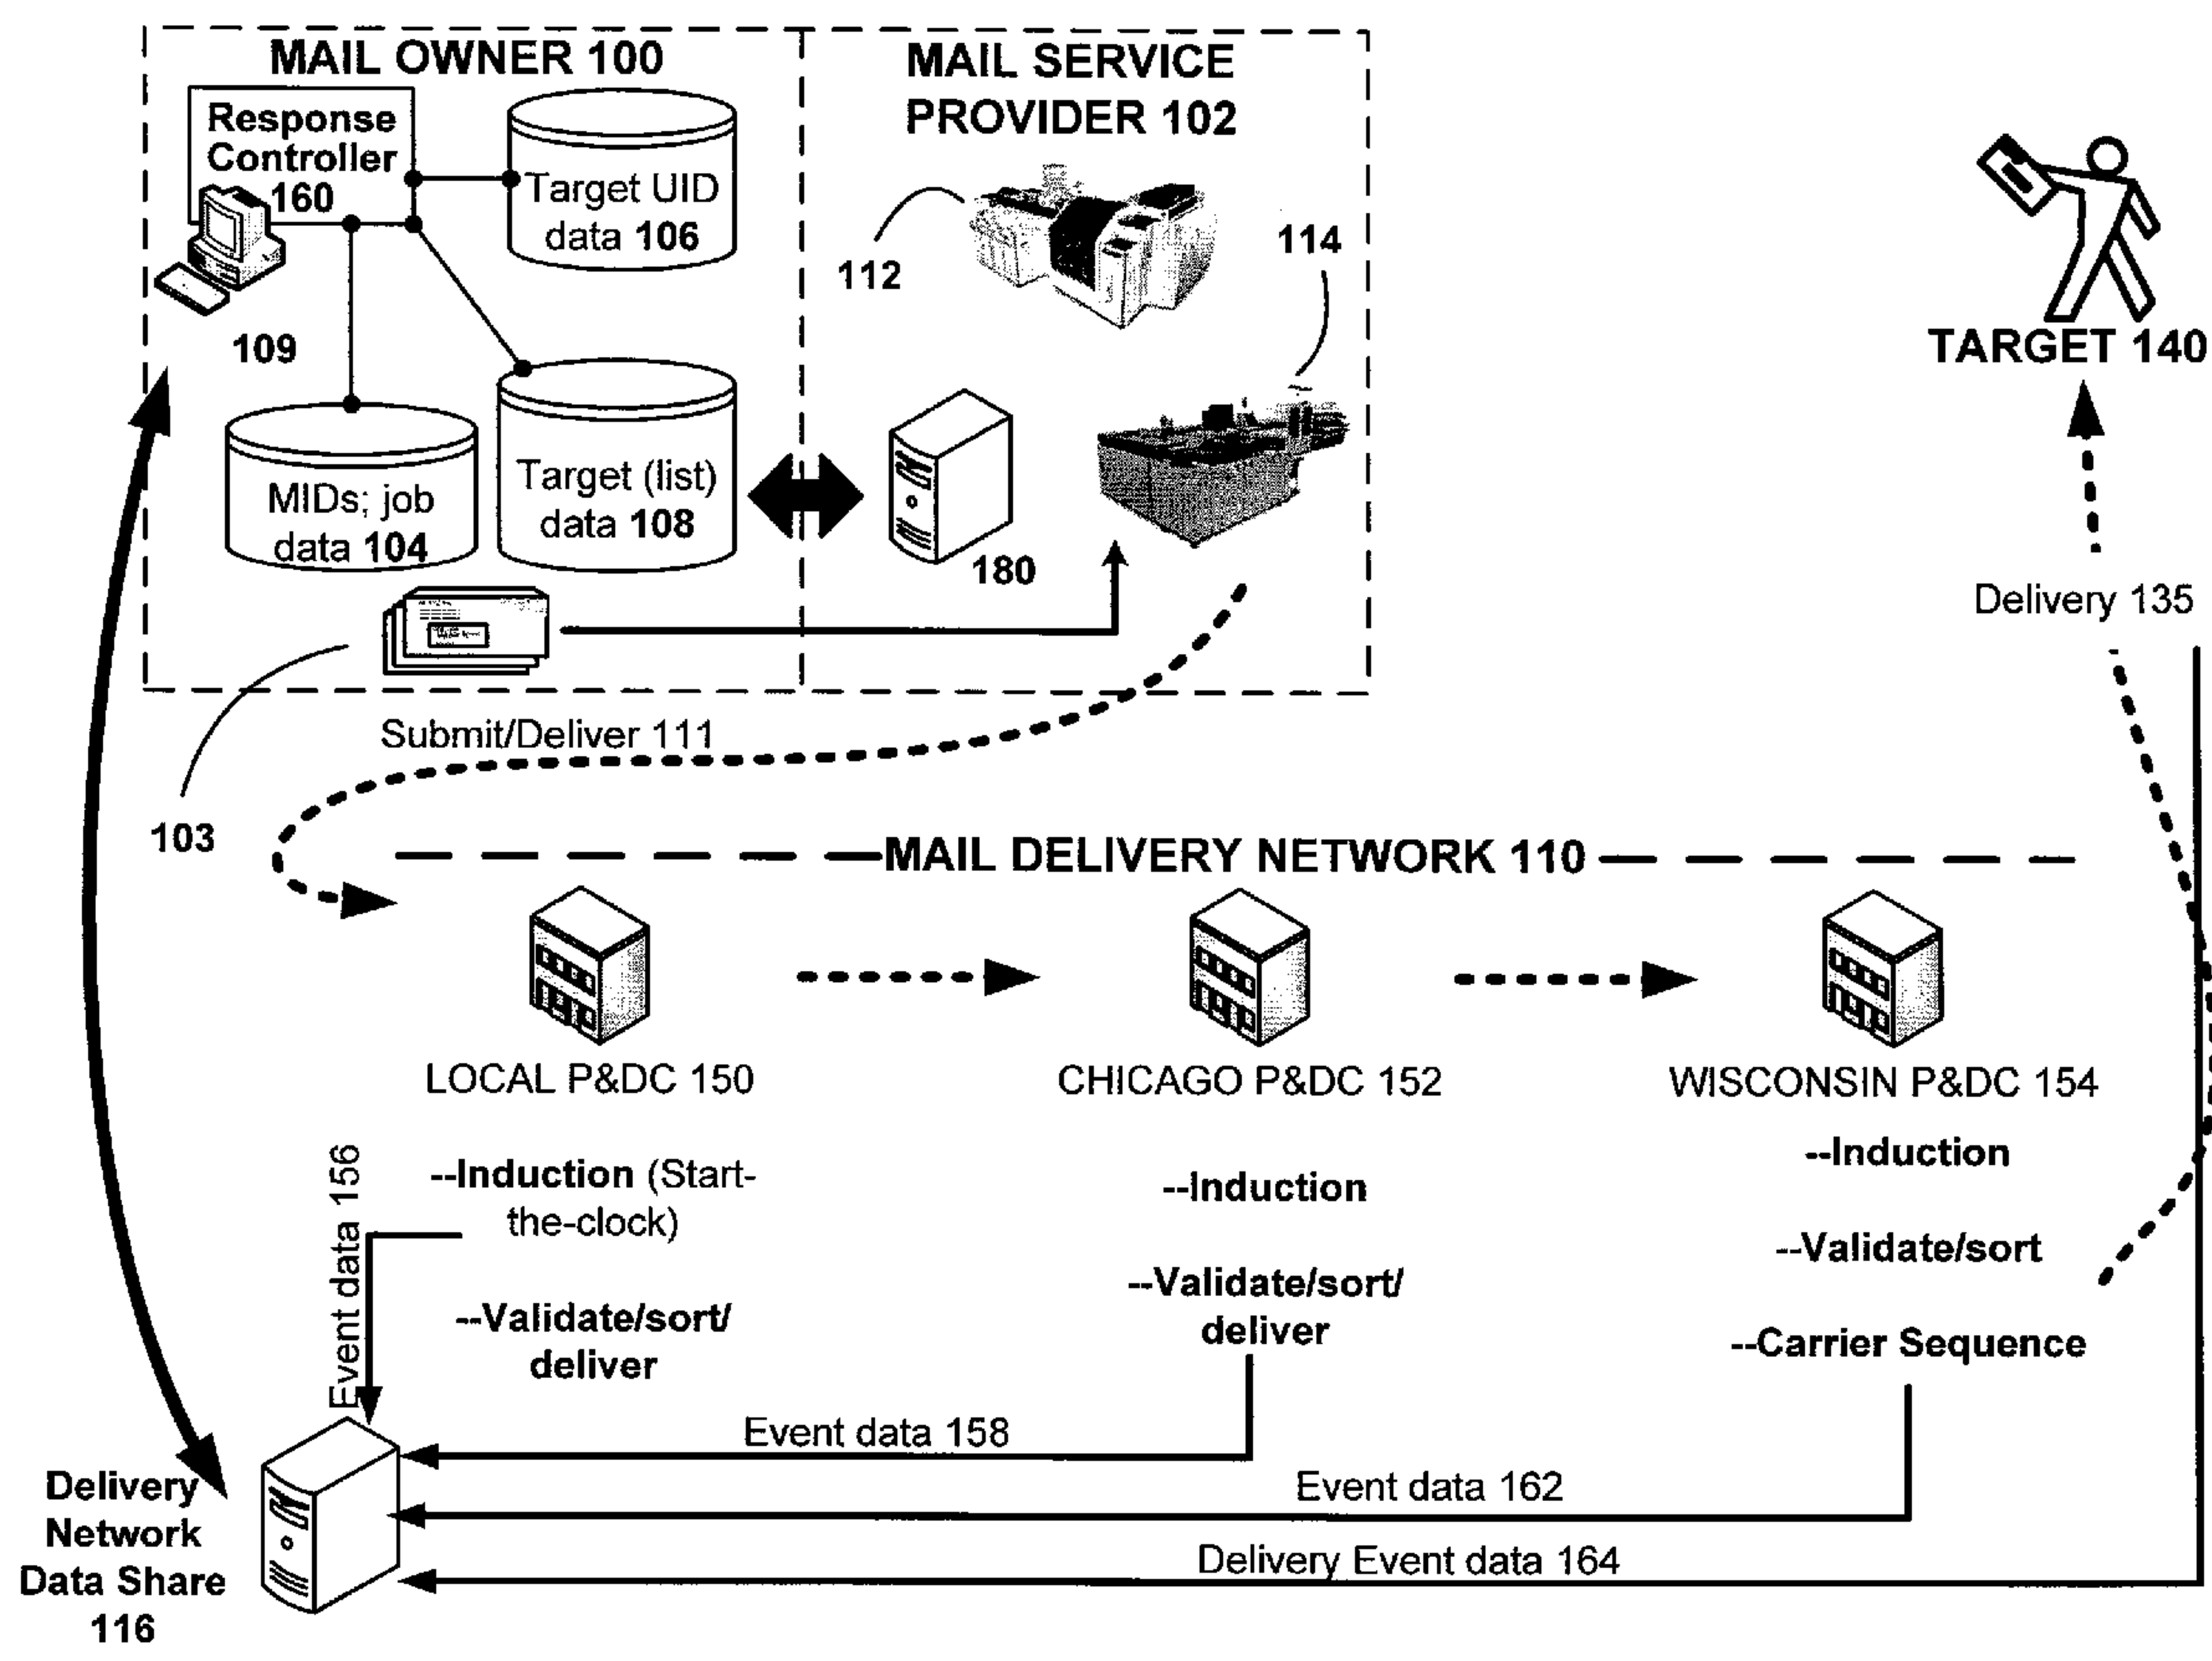 MAIL OWNER 100
Response
Controller
160
Target UID
data 106
109
MIDs; job
data 104
Target (list)
data 108
MAIL SERVICE
PROVIDER 102
112
114
180
TARGET 140
Delivery 135
Submit/Deliver 111
103
MAIL DELIVERY NETWORK 110
LOCAL P&DC 150
CHICAGO P&DC 152
WISCONSIN P&DC 154
--Induction (Start-
the-clock)
--Validate/sort/
deliver
--Induction
--Validate/sort/
deliver
--Induction
--Validate/sort
--Carrier Sequence
Event data 156
Event data 158
Event data 162
Delivery Event data 164
Delivery
Network
Data Share
116